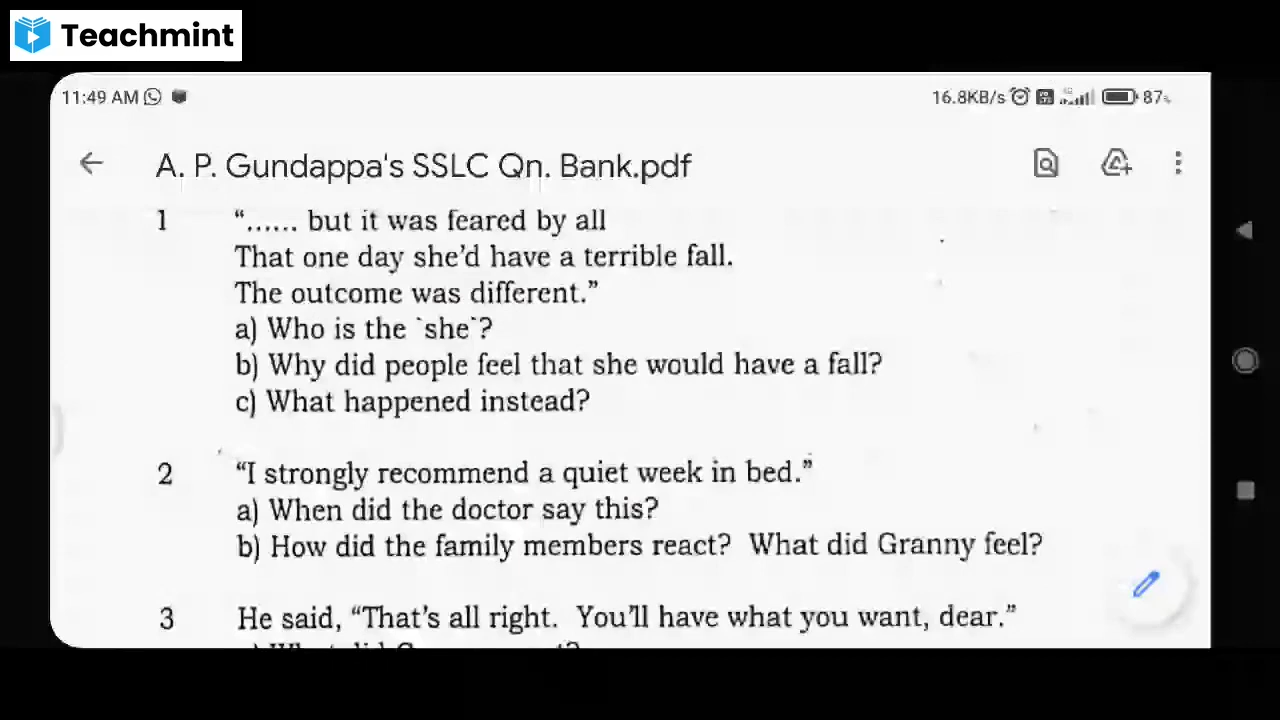 Teachmint
11:49 AM
16.8KB/s 87
A. P. Gundappa's SSLC Qn. Bank.pdf
1 “...... but it was feared by all
That one day she’d have a terrible fall.
The outcome was different.”
a) Who is the `she`?
b) Why did people feel that she would have a fall?
c) What happened instead?
2 “I strongly recommend a quiet week in bed.”
a) When did the doctor say this?
b) How did the family members react? What did Granny feel?
3 He said, “That’s all right. You’ll have what you want, dear.”